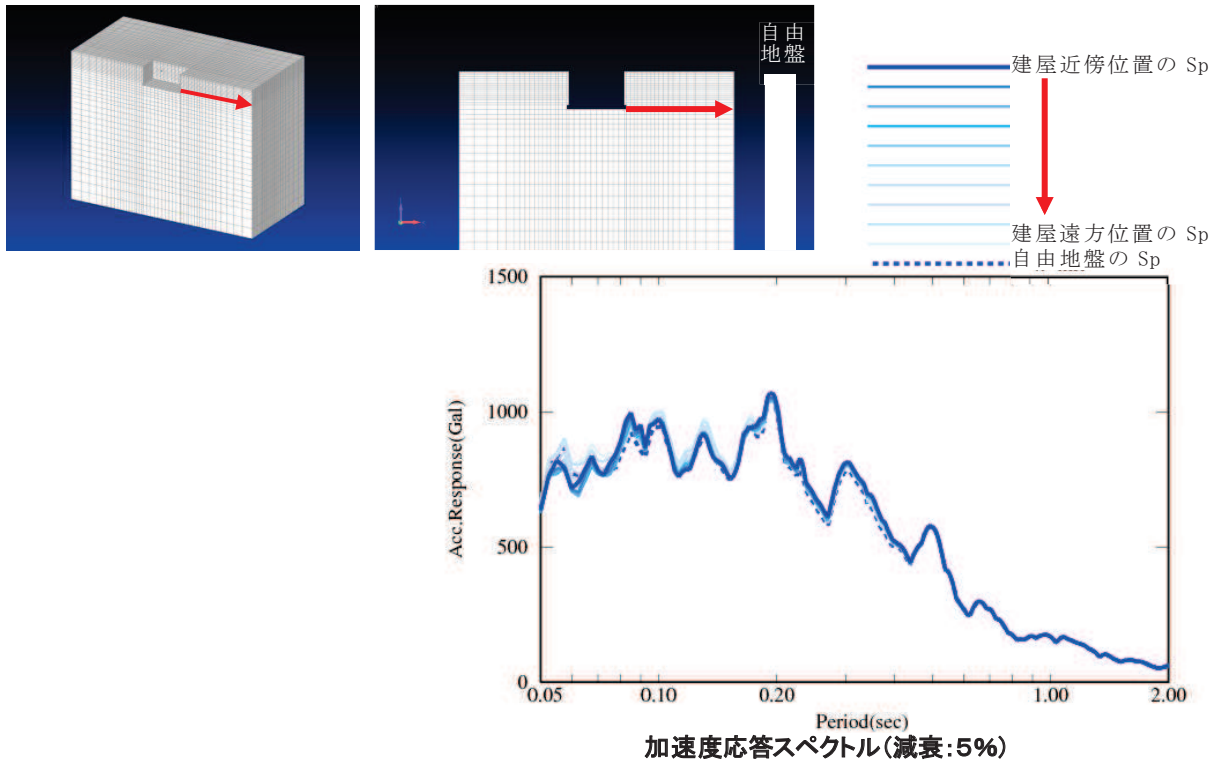 自由
地盤
建屋近傍位置の Sp
建屋遠方位置の Sp
自由地盤の Sp
1500
1000
500
0
Acc.Response(Gal)
0.05
0.10
0.20
1.00
2.00
Period(sec)
加速度応答スペクトル(減衰:5%)